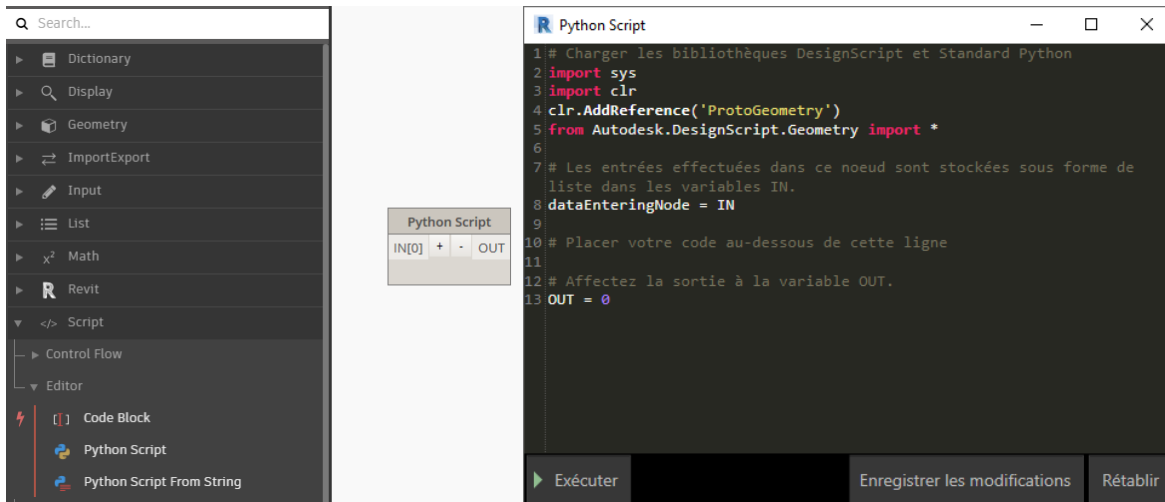 Search...
Dictionary
Display
Geometry
ImportExport
Input
List
Math
Revit
Script
Control Flow
Editor
Code Block
Python Script
Python Script From String
Python Script
IN[0] + - OUT
Python Script
1 # Charger les bibliothèques DesignScript et Standard Python
2 import sys
3 import clr
4 clr.AddReference('ProtoGeometry')
5 from Autodesk.DesignScript.Geometry import *
6
7 # Les entrées effectuées dans ce noeud sont stockées sous forme de
liste dans les variables IN.
8 dataEnteringNode = IN
9
10 # Placer votre code au-dessous de cette ligne
11
12 # Affectez la sortie à la variable OUT.
13 OUT = 0
Exécuter
Enregistrer les modifications
Rétablir